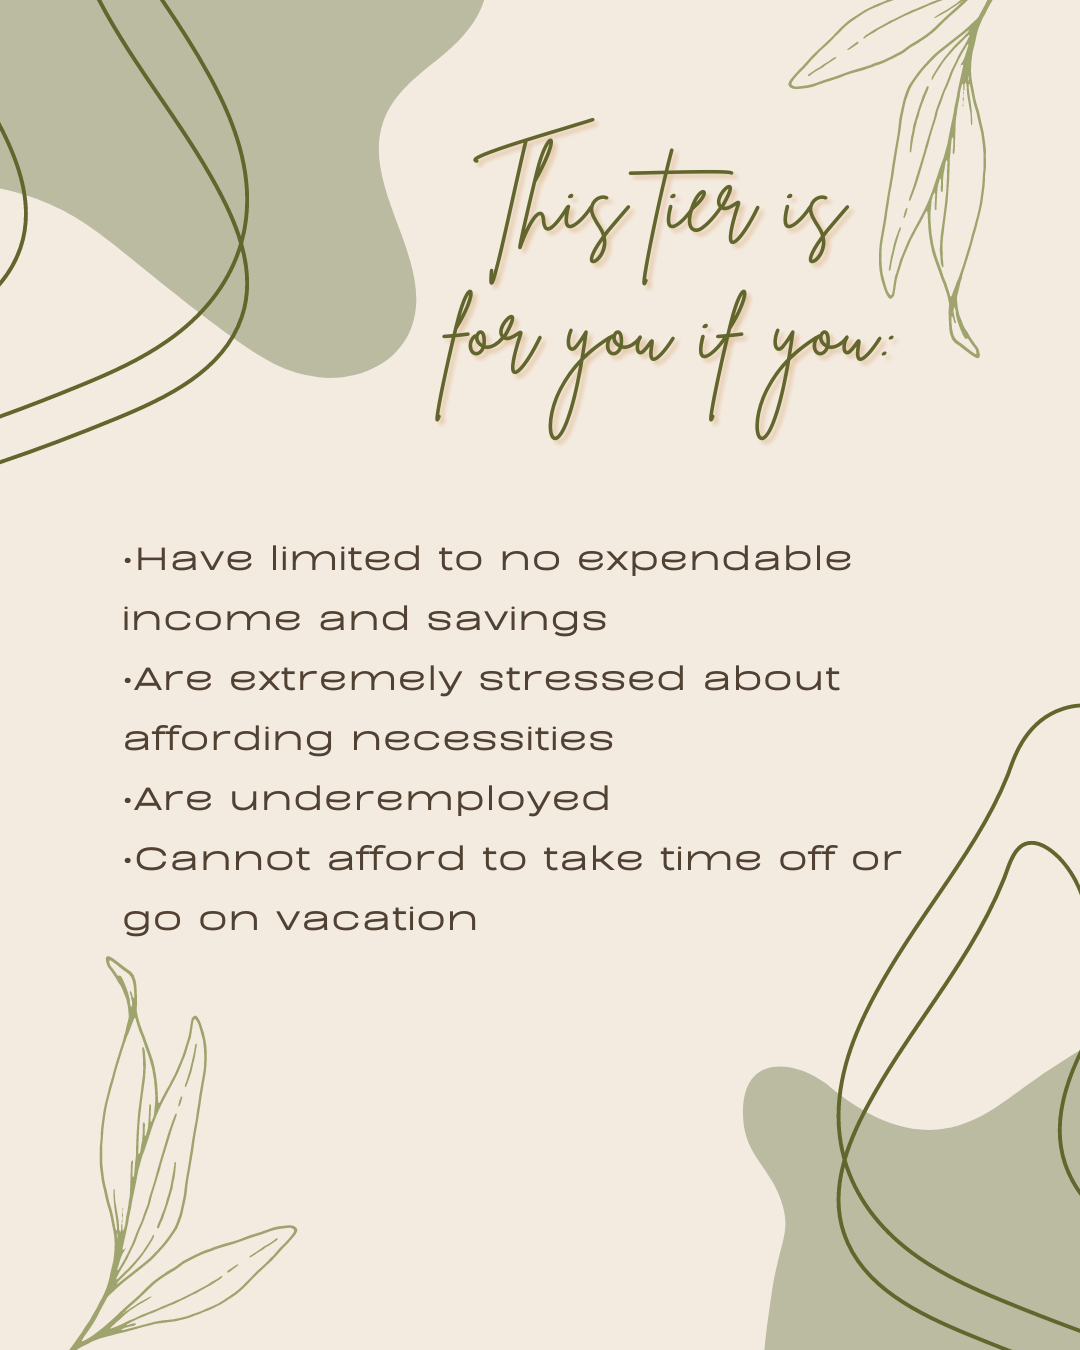 This tier is
for you if you:
•Have limited to no expendable
income and savings
•Are extremely stressed about
affording necessities
•Are underemployed
•Cannot afford to take time off or
go on vacation